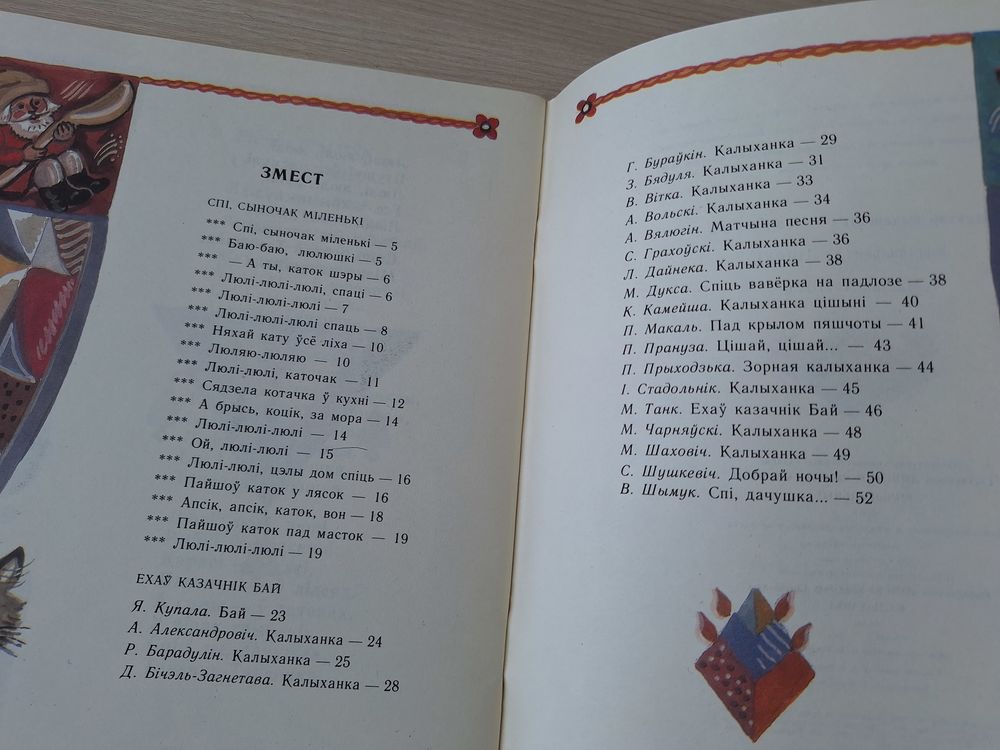 ЗМЕСТ
СПІ, СЫНОЧАК МІЛЕНЬКІ
*** Спі, сыночак міленькі — 5
*** Баю-баю, люлюшкі — 5
*** — А ты, каток шэры — 6
*** Люлі-люлі-люлі, спаці — 6
*** Люлі-люлі-люлі — 7
*** Люлі-люлі-люлі спаць — 8
*** Няхай кату ўсё ліха — 10
*** Люляю-люляю — 10
*** Люлі-люлі, каточак — 11
*** Сядзела котачка ў кухні — 12
*** А брысь, коцік, за мора — 14
*** Люлі-люлі-люлі — 14
*** Ой, люлі-люлі — 15
*** Люлі-люлі, цэлы дом спіць — 16
*** Пайшоў каток у лясок — 16
*** Апсік, апсік, каток, вон — 18
*** Пайшоў каток пад масток — 19
*** Люлі-люлі-люлі — 19
ЕХАЎ КАЗАЧНІК БАЙ
Я. Купала. Бай — 23
А. Александровіч. Калыханка — 24
Р. Барадулін. Калыханка — 25
Д. Бічэль-Загнетава. Калыханка — 28
Г. Бураўкін. Калыханка — 29
З. Бядуля. Калыханка — 31
В. Вітка. Калыханка — 33
А. Вольскі. Калыханка — 34
А. Вялюгін. Матчына песня — 36
С. Грахоўскі. Калыханка — 36
Л. Дайнека. Калыханка — 38
М. Дукса. Спіць вавёрка на падлозе — 38
К. Камейша. Калыханка цішыні — 40
П. Макаль. Пад крылом пяшчоты — 41
П. Прануза. Цішай, цішай... — 43
П. Прыходзька. Зорная калыханка — 44
І. Стадольнік. Калыханка — 45
М. Танк. Ехаў казачнік Бай — 46
М. Чарняўскі. Калыханка — 48
М. Шаховіч. Калыханка — 49
С. Шушкевіч. Добрай ночы! — 50
В. Шымук. Спі, дачушка... — 52